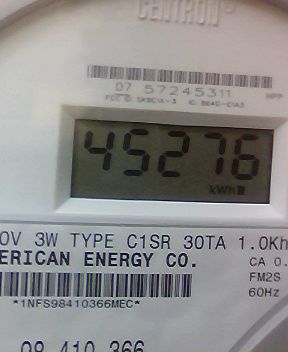 CENTRON®
07 57245311
45276
kWh
0V 3W TYPE C1SR 30TA 1.0Kh
ERICAN ENERGY CO.
CA 0.
FM2S
*1NFS98410366MEC*
60Hz
98 410 366